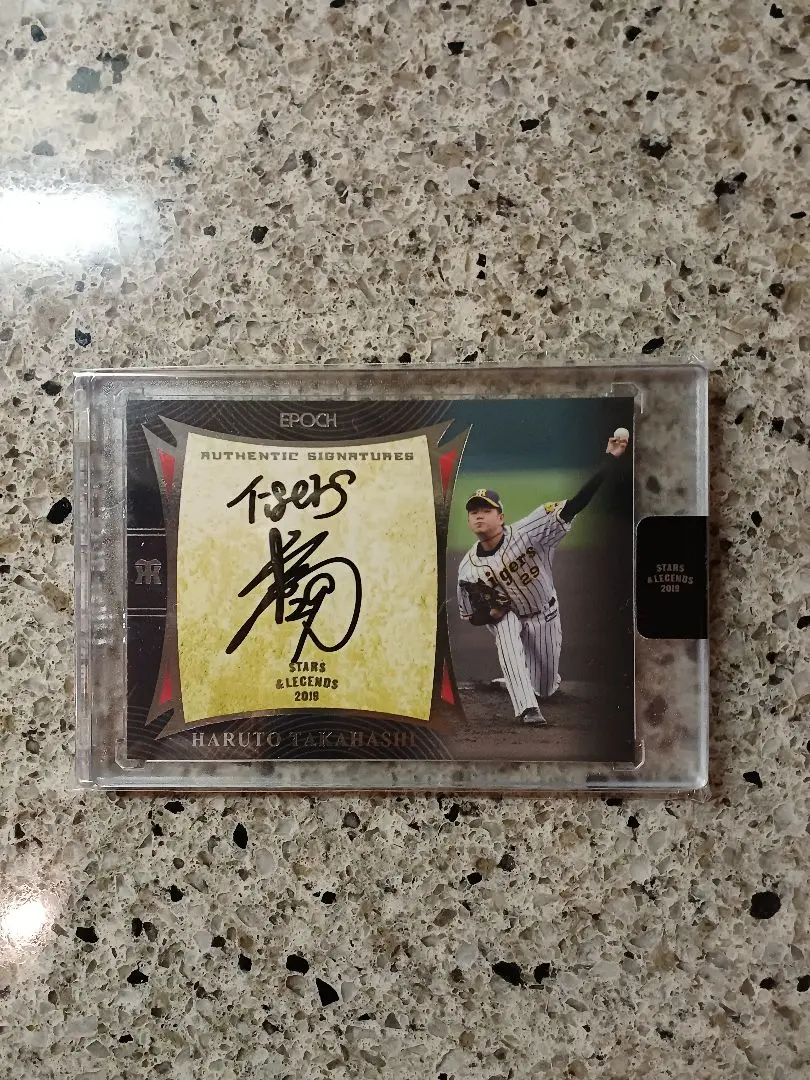 EPOCH
AUTHENTIC SIGNATURES
Tigers
STARS
& LEGENDS
2019
HARUTO TAKAHASHI
Tigers
29
STARS
& LEGENDS
2019